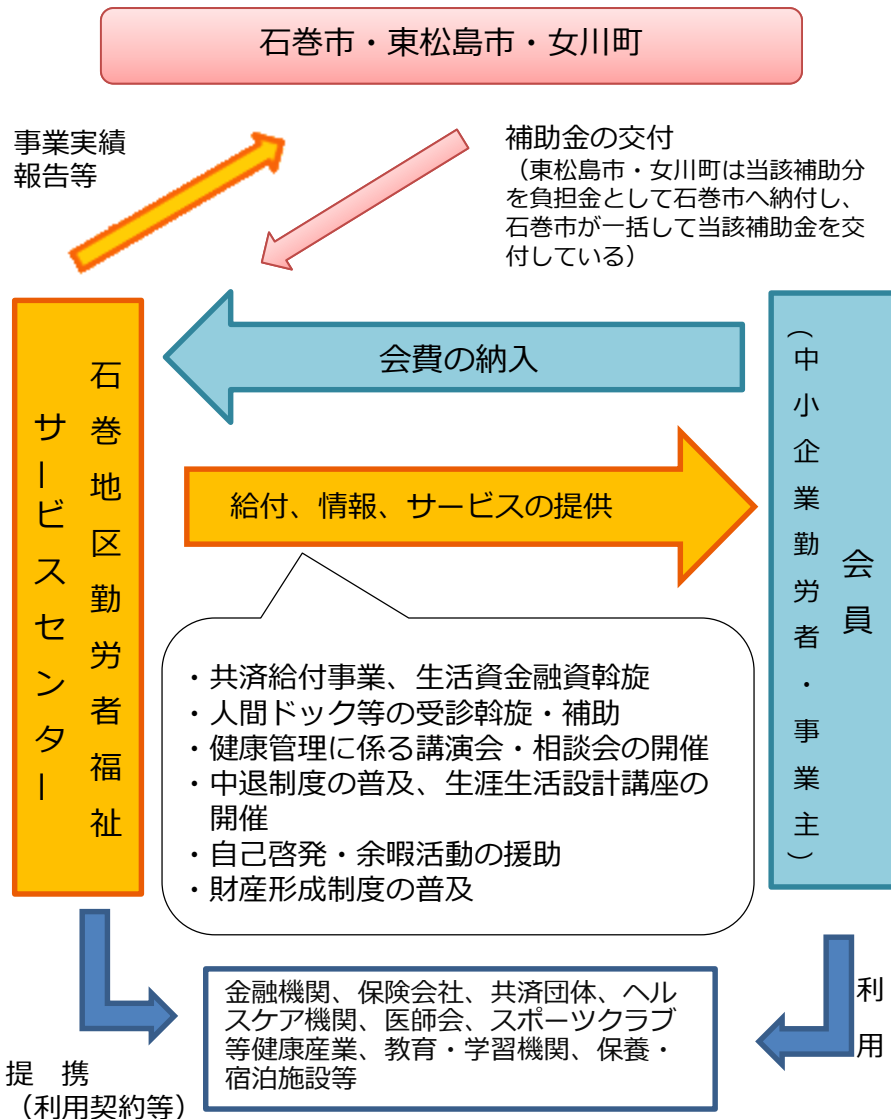 石巻市・東松島市・女川町
事業実績
報告等
補助金の交付
（東松島市・女川町は当該補助分
を負担金として石巻市へ納付し、
石巻市が一括して当該補助金を交
付している）
会費の納入
石巻地区勤労者福祉
サービスセンター
給付、情報、サービスの提供
会員
（中小企業勤労者・事業主）
・共済給付事業、生活資金融資斡旋
・人間ドック等の受診斡旋・補助
・健康管理に係る講演会・相談会の開催
・中退制度の普及、生涯生活設計講座の
開催
・自己啓発・余暇活動の援助
・財産形成制度の普及
金融機関、保険会社、共済団体、ヘル
スケア機関、医師会、スポーツクラブ
等健康産業、教育・学習機関、保養・
宿泊施設等
利用
提　携
（利用契約等）